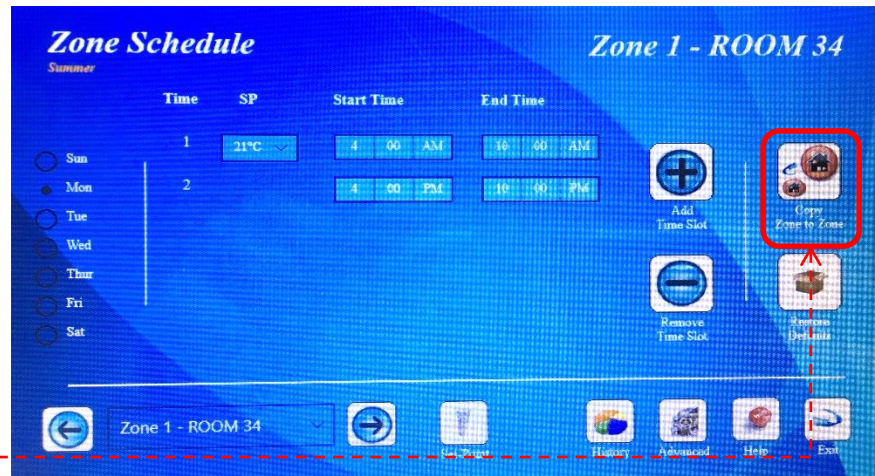 Zone Schedule
Zone 1 - ROOM 34
Summer
Time SP Start Time End Time
1 21°C 4 00 AM 10 00 AM
2 4 00 PM 10 00 PM
Sun
Mon
Tue
Wed
Thur
Fri
Sat
Add
Time Slot
Copy
Zone to Zone
Remove
Time Slot
Restore
Defaults
Zone 1 - ROOM 34
Set Point
History
Advanced
Help
Exit